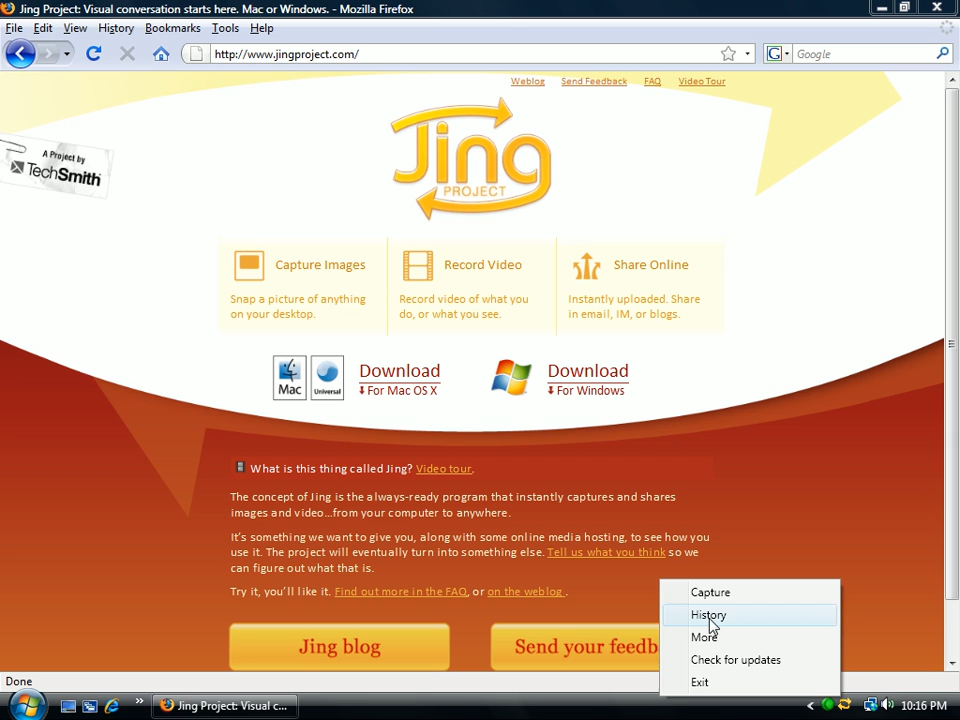 Jing Project: Visual conversation starts here. Mac or Windows. - Mozilla Firefox
File Edit View History Bookmarks Tools Help
http://www.jingproject.com/
G Google
Weblog Send Feedback FAQ Video Tour
A Project by
TechSmith
Jing
PROJECT
Capture Images Record Video Share Online
Snap a picture of anything
on your desktop.
Record video of what you
do, or what you see.
Instantly uploaded. Share
in email, IM, or blogs.
Mac
Universal
Download
For Mac OS X
Download
For Windows
What is this thing called Jing? Video tour.
The concept of Jing is the always-ready program that instantly captures and shares
images and video...from your computer to anywhere.
It's something we want to give you, along with some online media hosting, to see how you
use it. The project will eventually turn into something else. Tell us what you think so we
can figure out what that is.
Try it, you'll like it. Find out more in the FAQ, or on the weblog .
Jing blog
Send your feedb
Capture
History
More
Check for updates
Exit
Done
Jing Project: Visual c...
10:16 PM